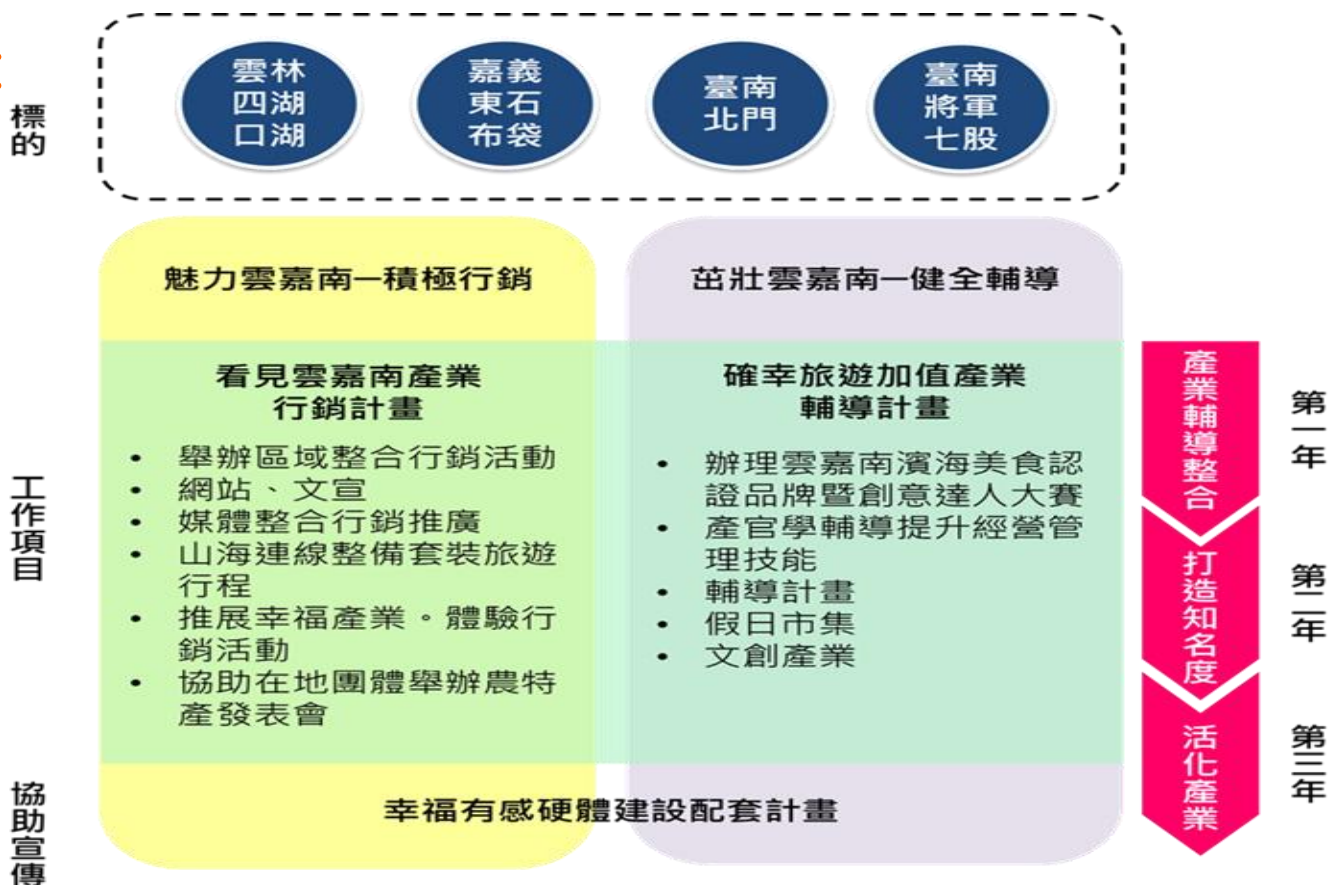 標的
雲林
四湖
口湖
嘉義
東石
布袋
臺南
北門
臺南
將軍
七股
魅力雲嘉南—積極行銷
茁壯雲嘉南—健全輔導
工作項目
看見雲嘉南產業
行銷計畫
• 舉辦區域整合行銷活動
• 網站、文宣
• 媒體整合行銷推廣
• 山海連線整備套裝旅遊
行程
• 推展幸福產業。體驗行
銷活動
• 協助在地團體舉辦農特
產發表會
確幸旅遊加值產業
輔導計畫
• 辦理雲嘉南濱海美食認
證品牌暨創意達人大賽
• 產官學輔導提升經營管
理技能
• 輔導計畫
• 假日市集
• 文創產業
產業輔導整合
第一年
打造知名度
第二年
活化產業
第三年
協助宣傳
幸福有感硬體建設配套計畫